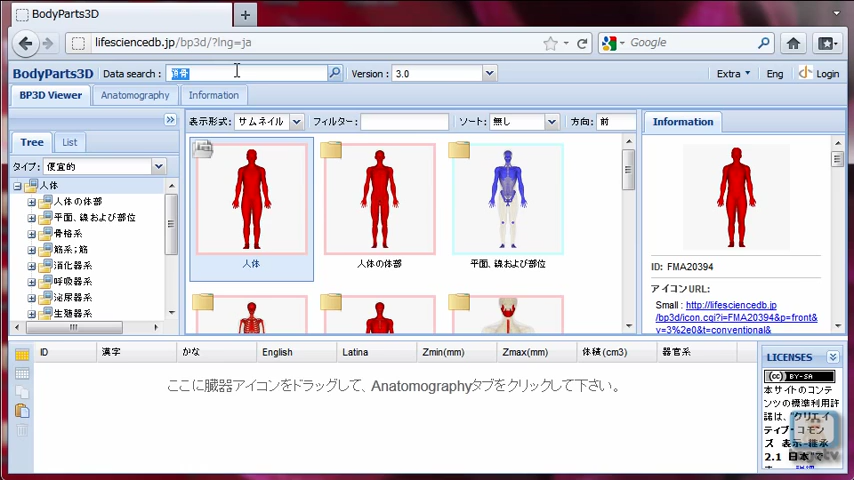 BodyParts3D
lifesciencedb.jp/bp3d/?lng=ja
Google
BodyParts3D Data search : Version : 3.0 Extra Eng Login
BP3D Viewer Anatomography Information
Tree List
タイプ: 便宜的
人体
人体の体部
平面、線および部位
骨格系
筋系;筋
消化器系
呼吸器系
泌尿器系
生殖器系
表示形式: サムネイル フィルター: ソート: 無し 方向: 前
人体 人体の体部 平面、線および部位
Information
ID: FMA20394
アイコンURL:
Small : http://lifesciencedb.jp
/bp3d/icon.cgi?i=FMA20394&p=front&
v=3%2e0&t=conventional&
ID 漢字 かな English Latina Zmin(mm) Zmax(mm) 体積 (cm3) 器官系
ここに臓器アイコンをドラッグして、Anatomographyタブをクリックして下さい。
LICENSES
cc BY-SA
本サイトのコンテ
ンツの標準利用許
諾は、クリエイ
ティブ・コモン
ズ 表示-継承
2.1 日本で